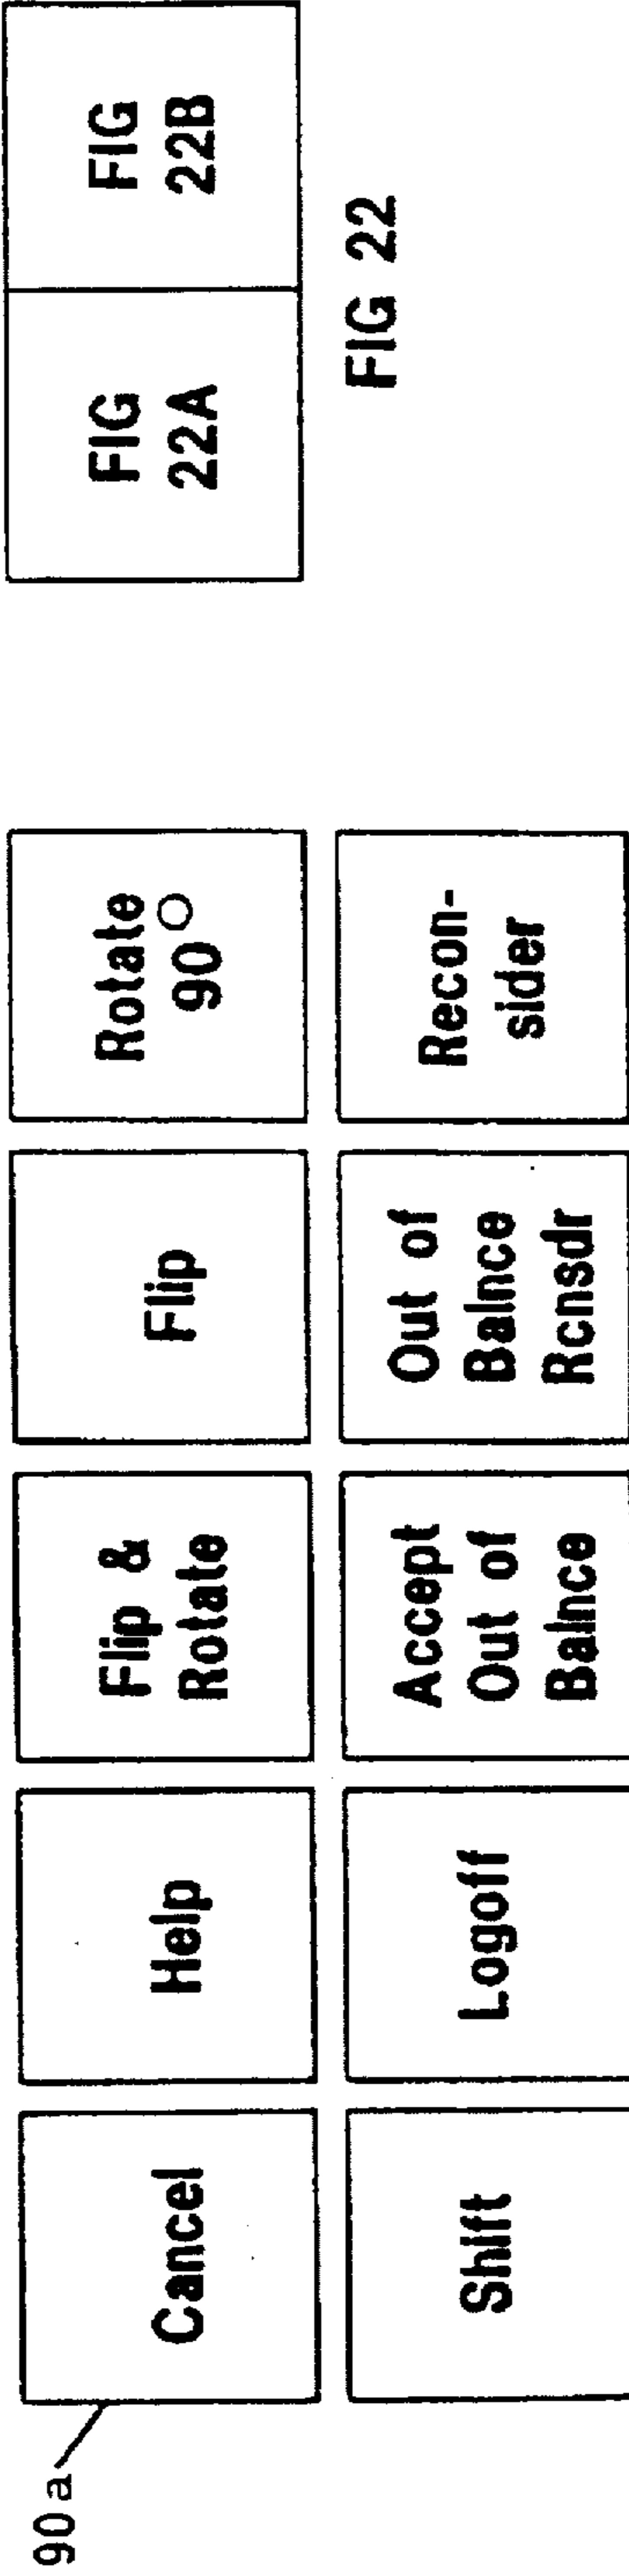 90a
Cancel
Help
Flip &
Rotate
Flip
Rotate
90°
Shift
Logoff
Accept
Out of
Balnce
Out of
Balnce
Rcnsdr
Recon-
sider
FIG
22A
FIG
22B
FIG 22